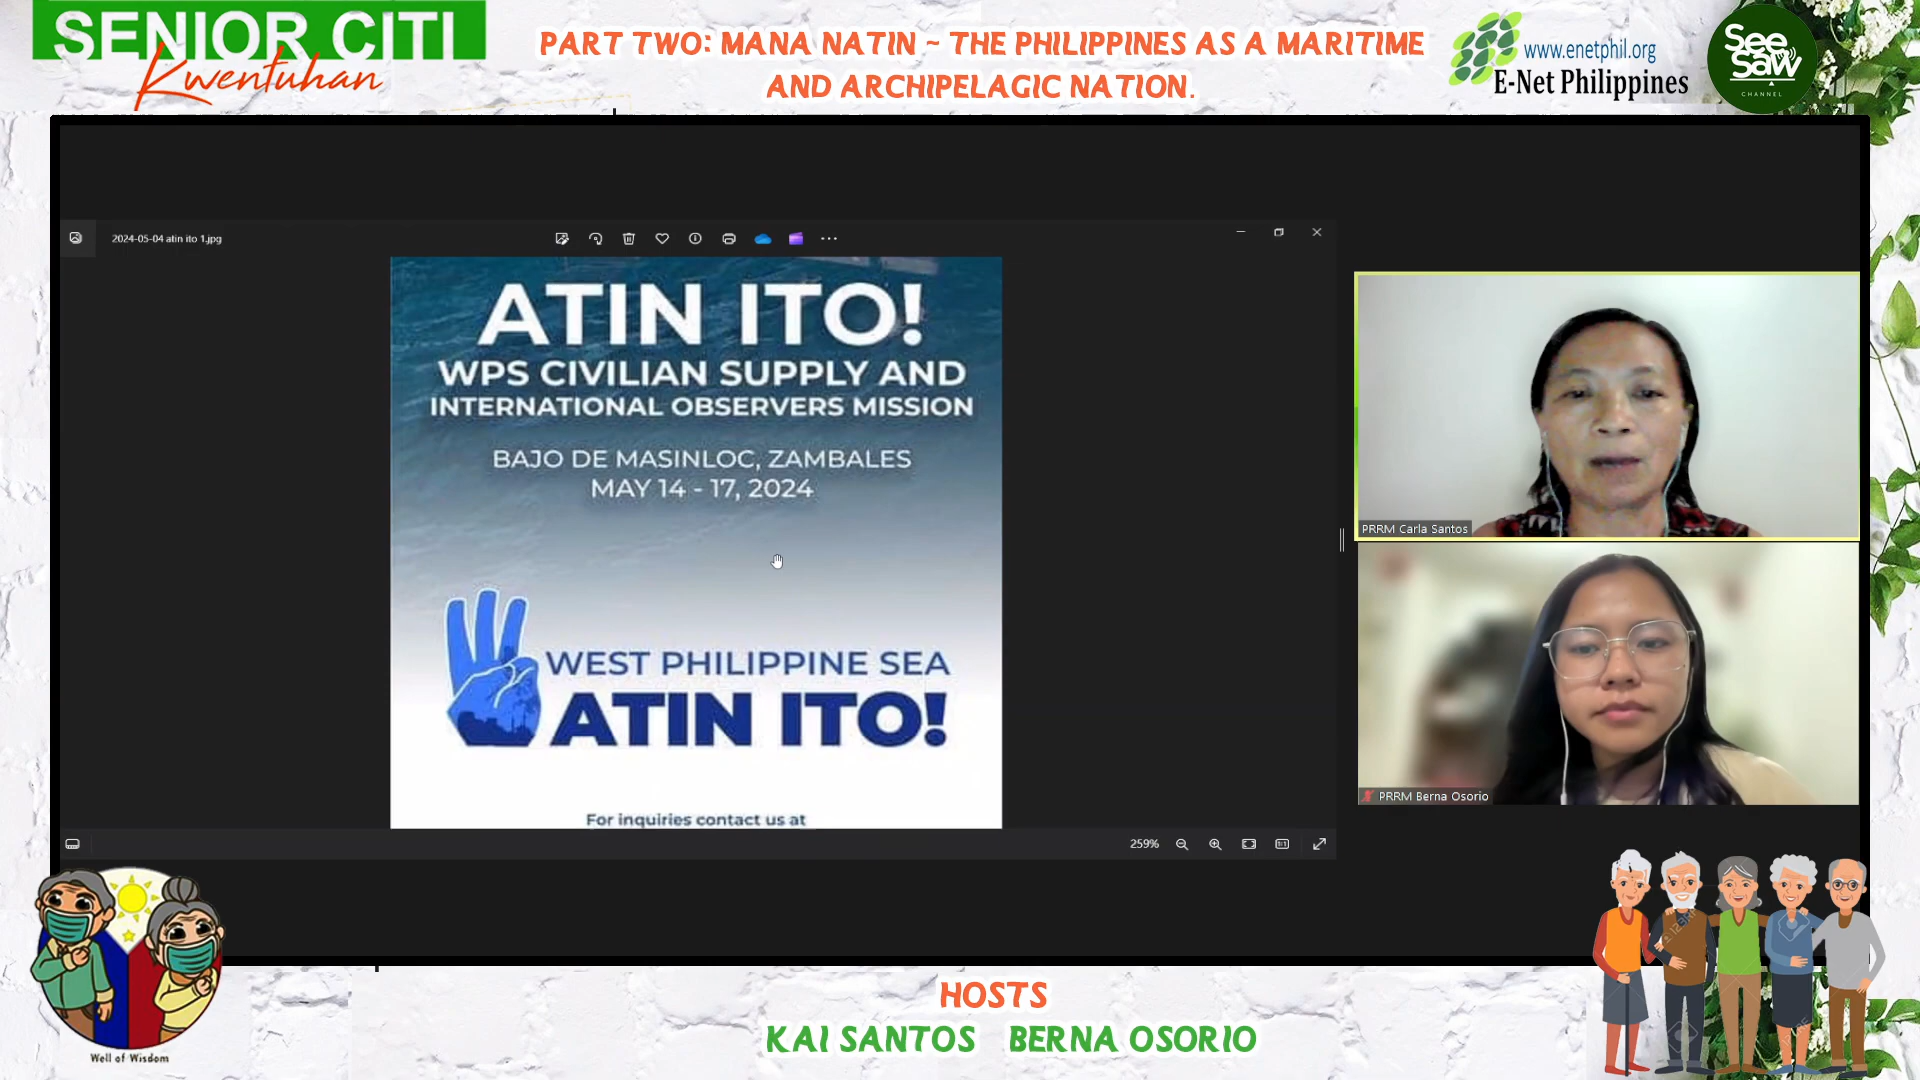 SENIOR CITI
Kwentuhan
PART TWO: MANA NATIN ~ THE PHILIPPINES AS A MARITIME
AND ARCHIPELAGIC NATION.
www.enetphil.org
E-Net Philippines
See
Saw
CHANNEL
2024-05-04 atin ito 1.jpg
ATIN ITO!
WPS CIVILIAN SUPPLY AND
INTERNATIONAL OBSERVERS MISSION
BAJO DE MASINLOC, ZAMBALES
MAY 14 - 17, 2024
WEST PHILIPPINE SEA
ATIN ITO!
For inquiries contact us at
259%
PRRM Carla Santos
PRRM Berna Osorio
Well of Wisdom
HOSTS
KAI SANTOS BERNA OSORIO